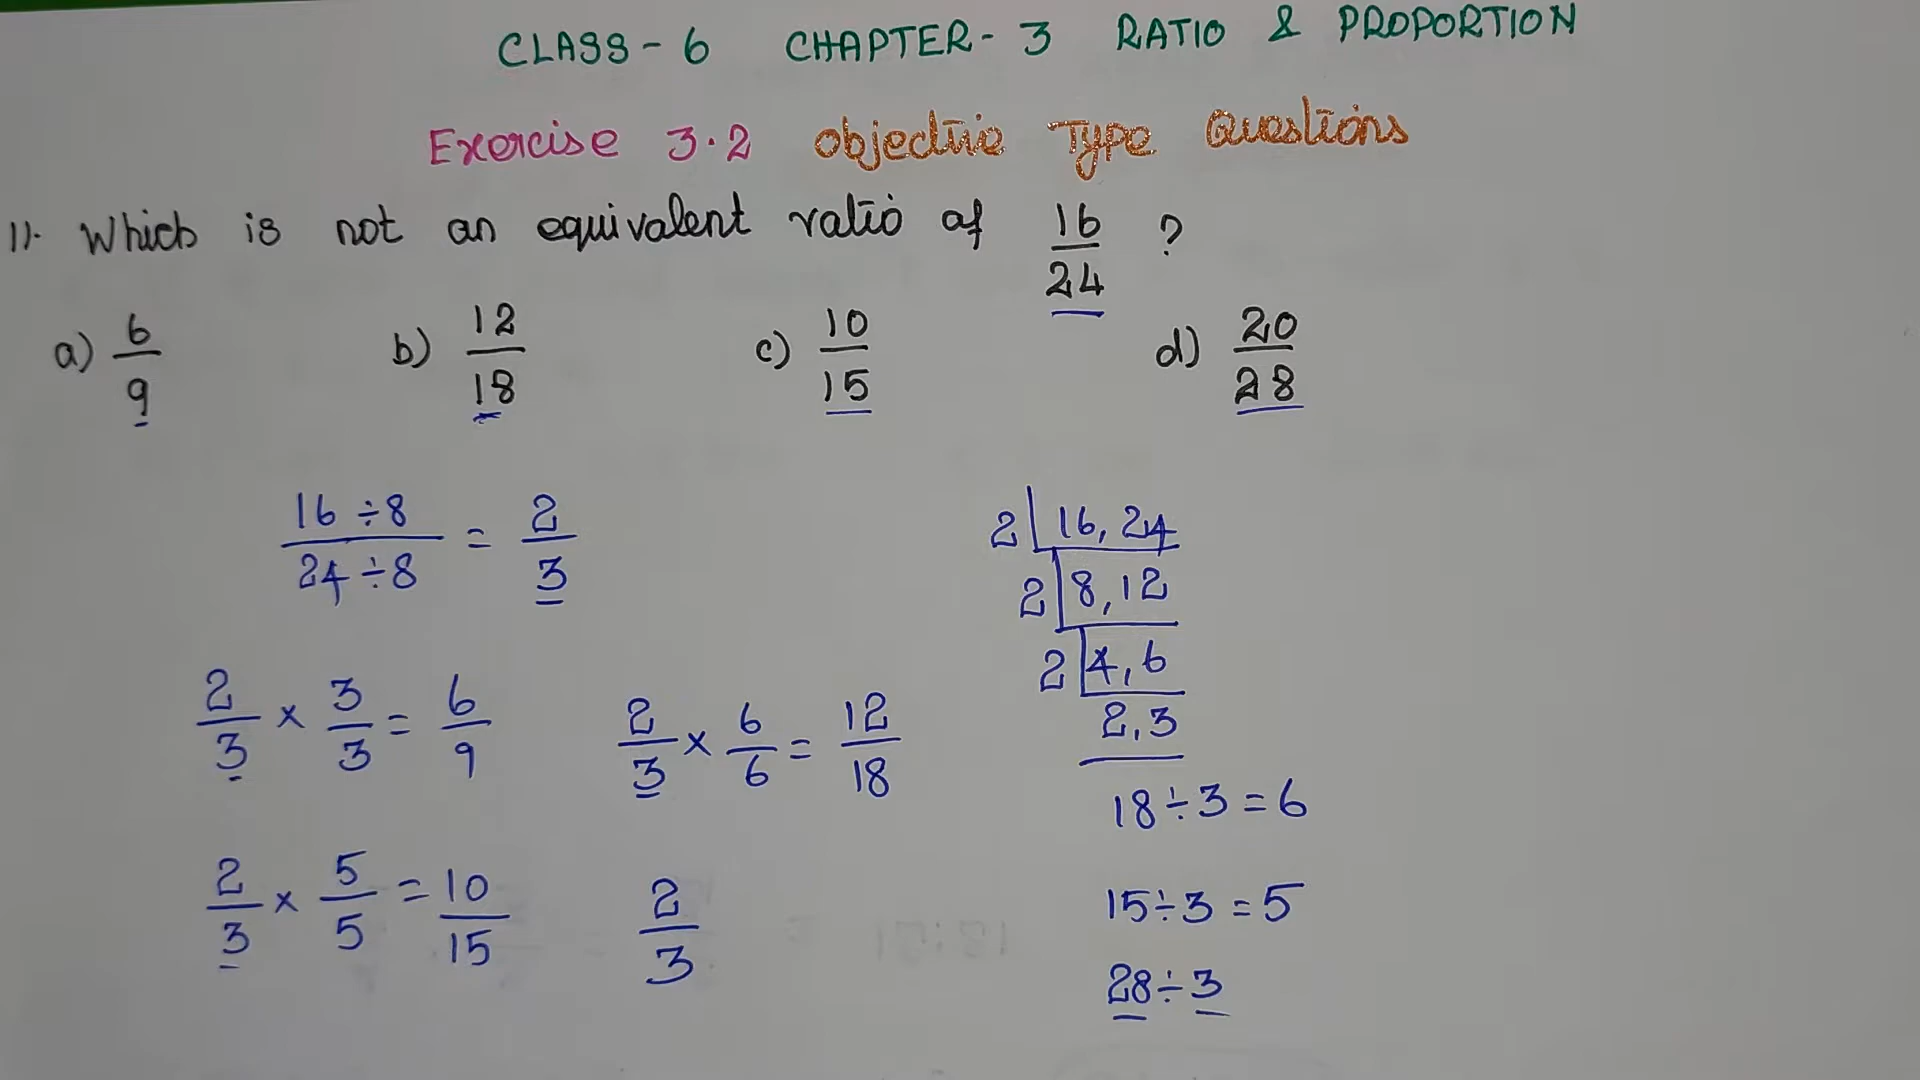 CLASS - 6 CHAPTER - 3 RATIO & PROPORTION
Exercise 3.2 Objective Type Questions
11. Which is not an equivalent ratio of 16/24 ?
a) 6/9 b) 12/18 c) 10/15 d) 20/28
16 ÷ 8 / 24 ÷ 8 = 2/3
2/3 × 3/3 = 6/9
2/3 × 6/6 = 12/18
2/3 × 5/5 = 10/15
2/3
2 | 16, 24
2 | 8, 12
2 | 4, 6
2, 3
18 ÷ 3 = 6
15 ÷ 3 = 5
28 ÷ 3